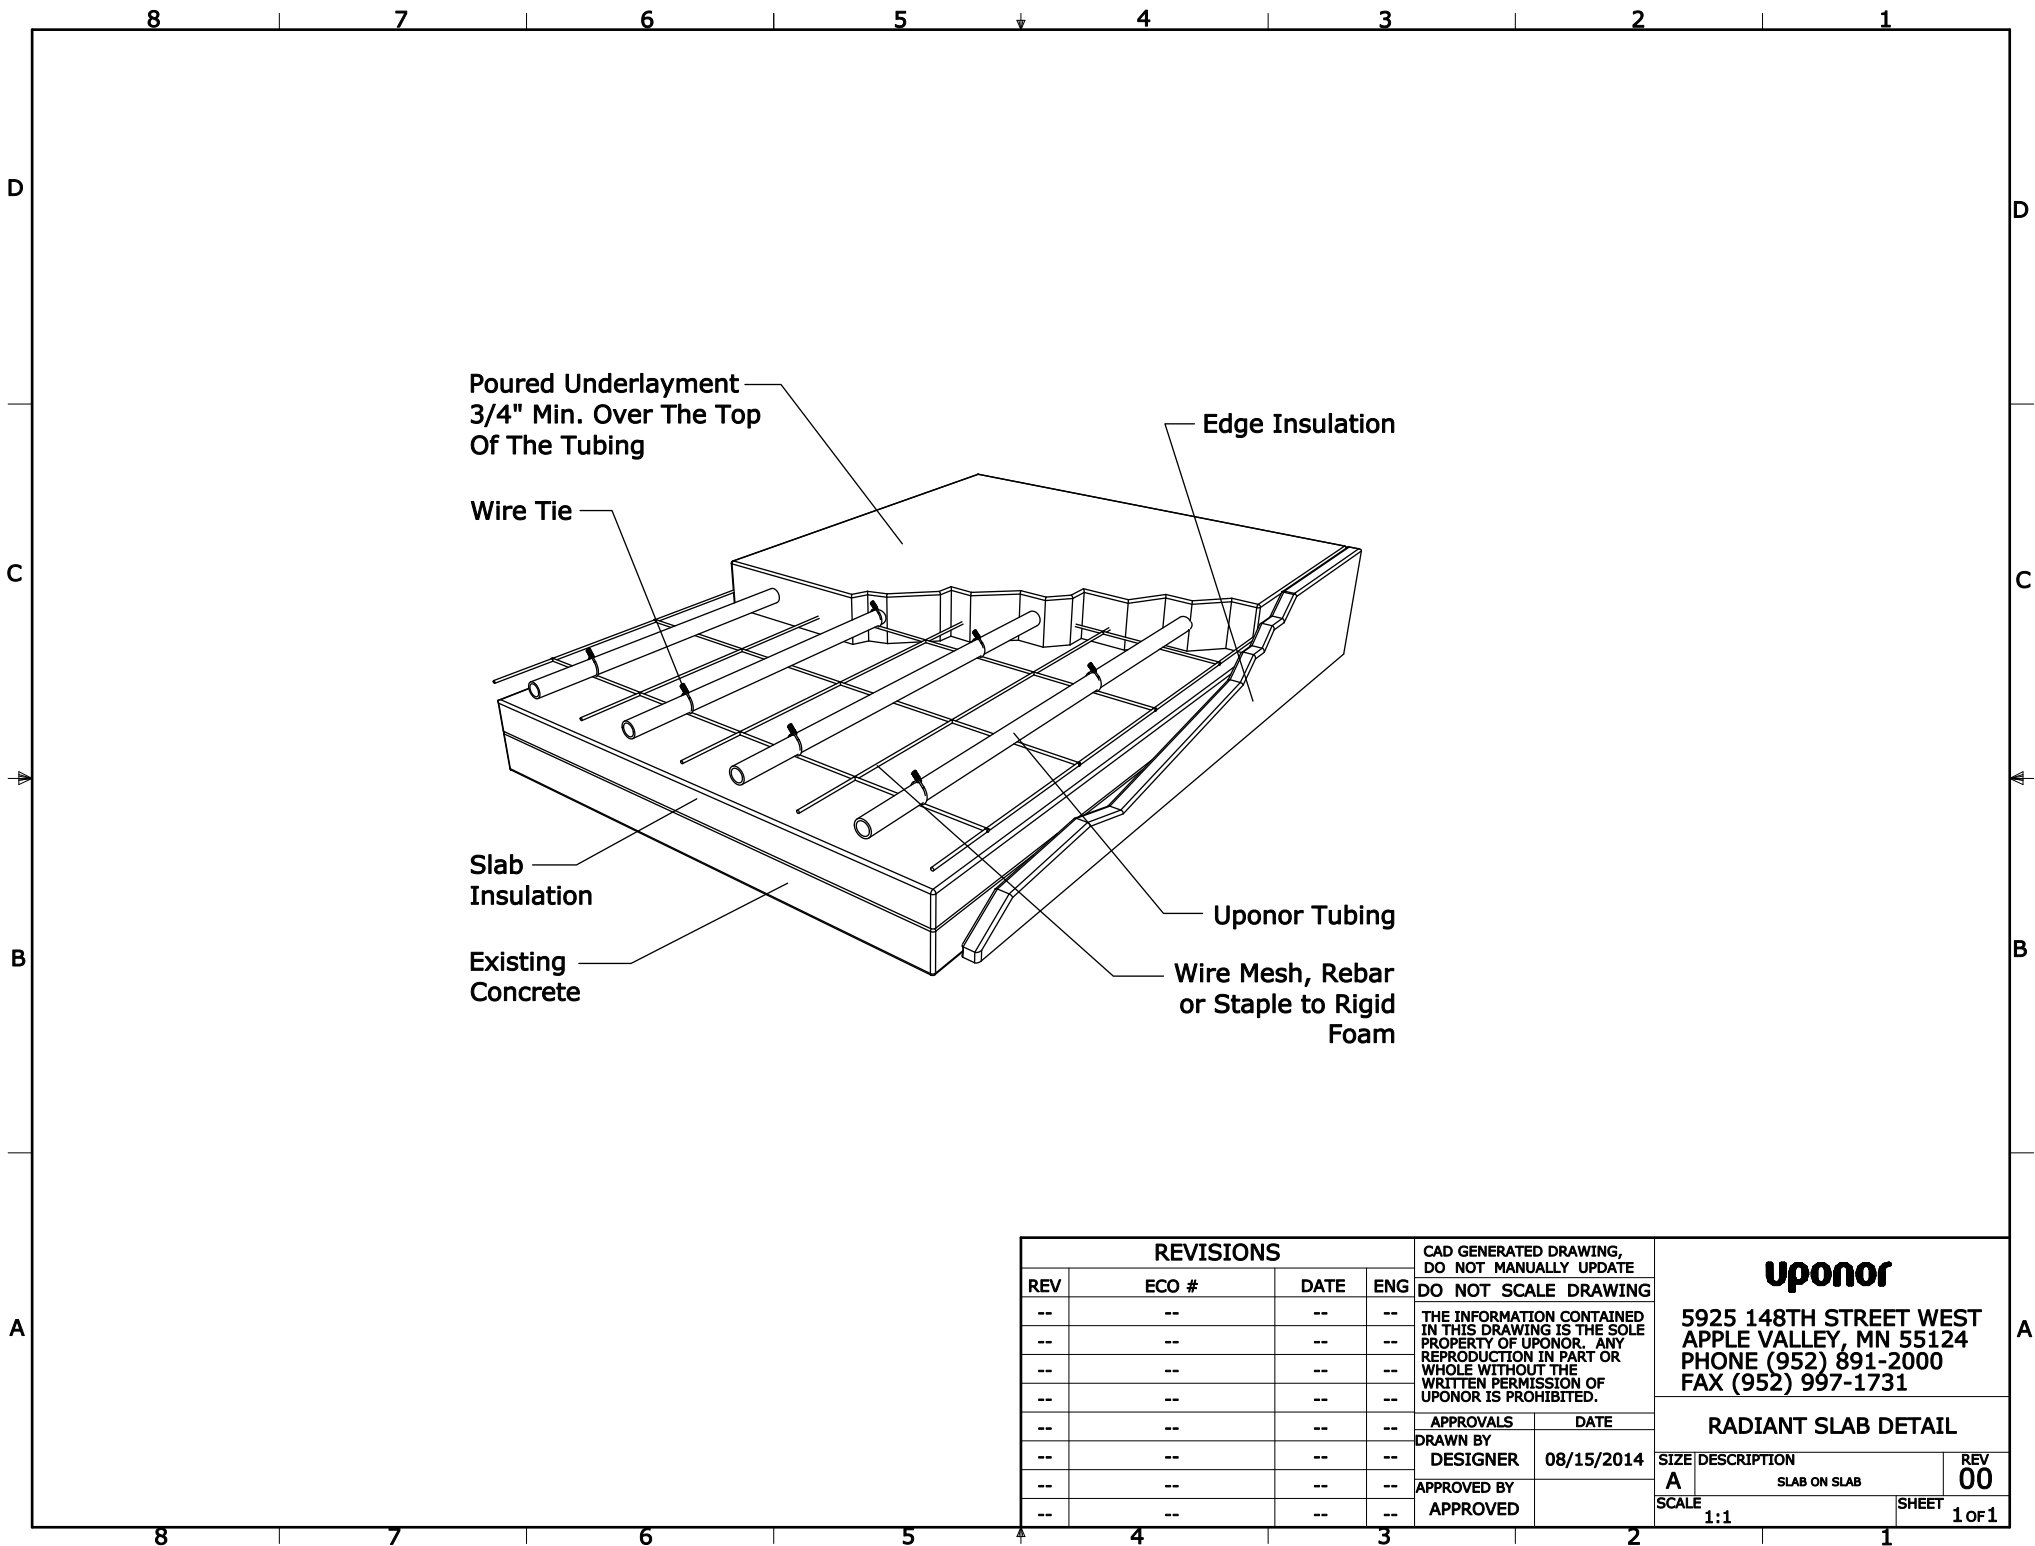 8 7 6 5 4 3 2 1
D
D
Poured Underlayment
3/4" Min. Over The Top
Of The Tubing
Edge Insulation
Wire Tie
C
C
Slab
Insulation
Uponor Tubing
Existing
Concrete
Wire Mesh, Rebar
or Staple to Rigid
Foam
B
B
A
A
REVISIONS
REV ECO # DATE ENG
-- -- -- --
-- -- -- --
-- -- -- --
-- -- -- --
-- -- -- --
-- -- -- --
-- -- -- --
-- -- -- --
CAD GENERATED DRAWING,
DO NOT MANUALLY UPDATE
DO NOT SCALE DRAWING
THE INFORMATION CONTAINED
IN THIS DRAWING IS THE SOLE
PROPERTY OF UPONOR. ANY
REPRODUCTION IN PART OR
WHOLE WITHOUT THE
WRITTEN PERMISSION OF
UPONOR IS PROHIBITED.
APPROVALS DATE
DRAWN BY
DESIGNER 08/15/2014
APPROVED BY
APPROVED
uponor
5925 148TH STREET WEST
APPLE VALLEY, MN 55124
PHONE (952) 891-2000
FAX (952) 997-1731
RADIANT SLAB DETAIL
SIZE DESCRIPTION REV
A SLAB ON SLAB 00
SCALE 1:1 SHEET 1 OF 1
8 7 6 5 4 3 2 1